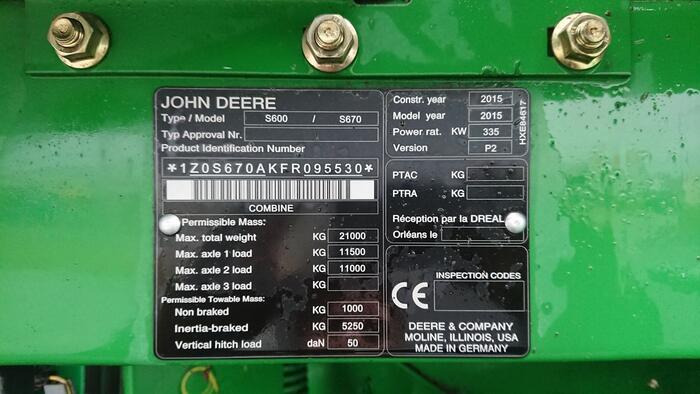 JOHN DEERE
Type / Model S600 / S670
Typ Approval Nr.
Product Identification Number
*1Z0S670AKFR095530*
COMBINE
Permissible Mass:
Max. total weight KG 21000
Max. axle 1 load KG 11500
Max. axle 2 load KG 11000
Max. axle 3 load KG
Permissible Towable Mass:
Non braked KG 1000
Inertia-braked KG 5250
Vertical hitch load daN 50
Constr. year 2015
Model year 2015
Power rat. KW 335
Version P2
HXE84617
PTAC KG
PTRA KG
Réception par la DREAL
Orléans le
INSPECTION CODES
CE
DEERE & COMPANY
MOLINE, ILLINOIS, USA
MADE IN GERMANY